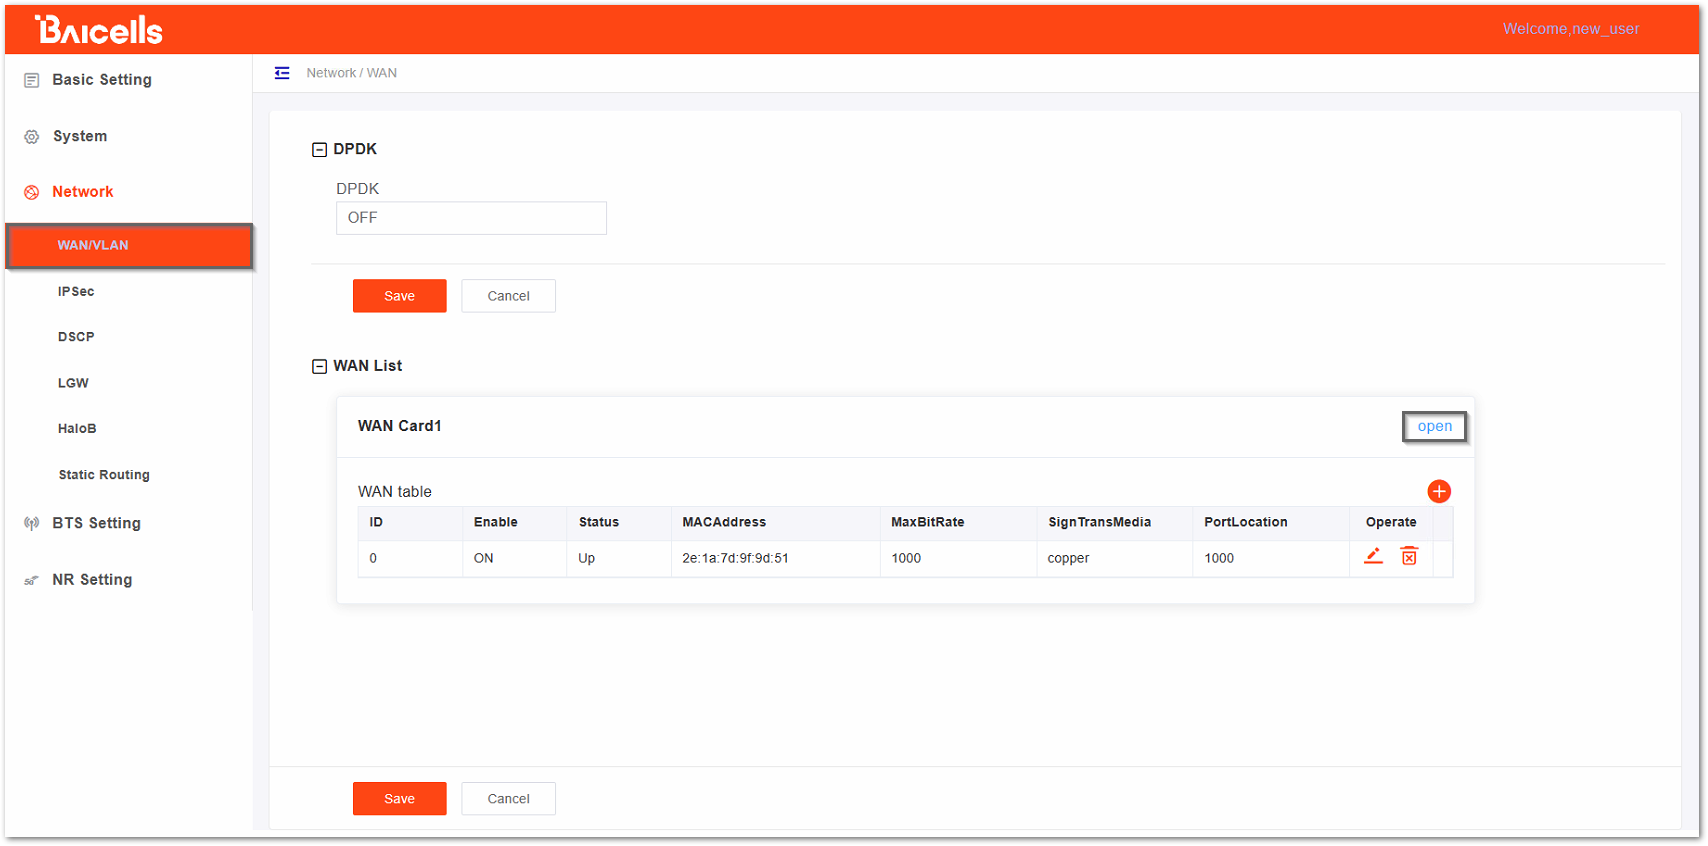 Baicells
Welcome,new_user
Basic Setting
System
Network
WAN/VLAN
IPSec
DSCP
LGW
HaloB
Static Routing
BTS Setting
5G NR Setting
Network / WAN
DPDK
DPDK
OFF
Save Cancel
WAN List
WAN Card1 open
WAN table
ID Enable Status MACAddress MaxBitRate SignTransMedia PortLocation Operate
0 ON Up 2e:1a:7d:9f:9d:51 1000 copper 1000
Save Cancel